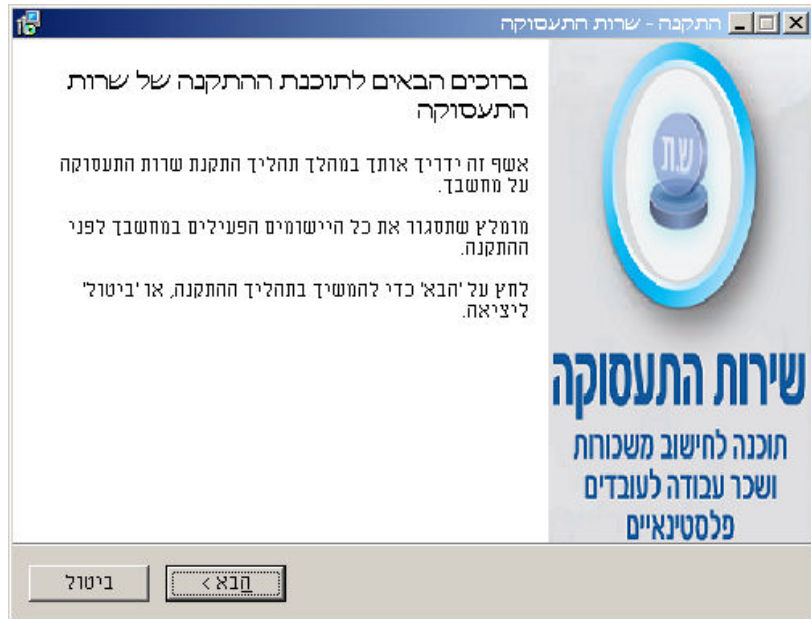 התקנה - שרות התעסוקה
ש.ת
שירות התעסוקה
תוכנה לחישוב משכורות
ושכר עבודה לעובדים
פלסטינאיים
ברוכים הבאים לתוכנת ההתקנה של שרות
התעסוקה
אשף זה ידריך אותך במהלך תהליך התקנת שרות התעסוקה
על מחשבך.
מומלץ שתסגור את כל היישומים הפעילים במחשבך לפני
ההתקנה.
לחץ על 'הבא' כדי להמשיך בתהליך ההתקנה, או 'ביטול'
ליציאה.
הבא >
ביטול